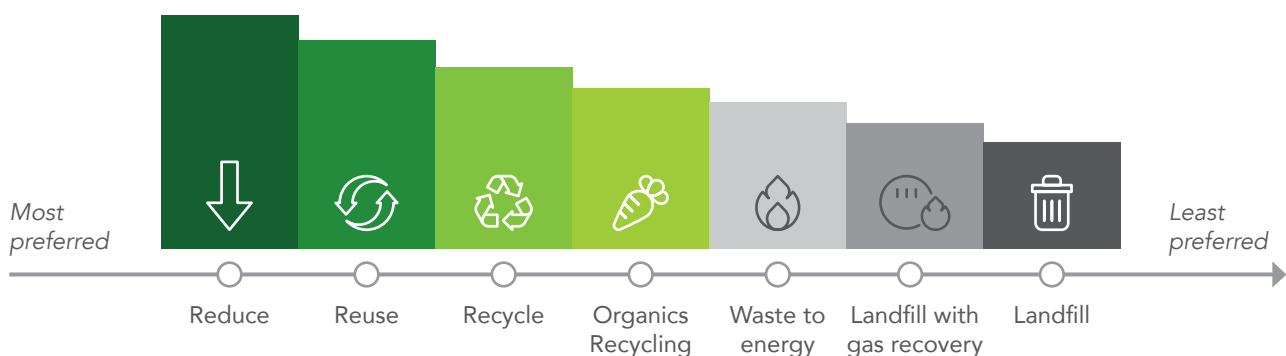 Most
preferred
Least
preferred
Reduce
Reuse
Recycle
Organics
Recycling
Waste to
energy
Landfill with
gas recovery
Landfill